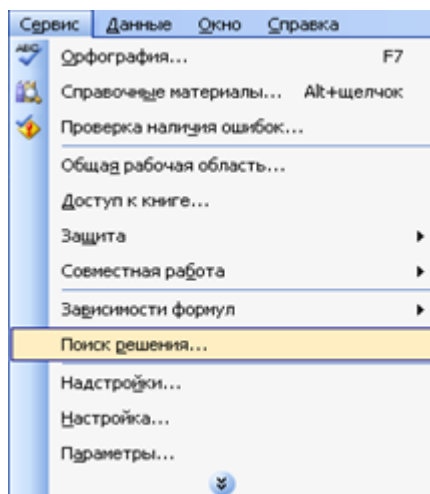 Сервис Данные Окно Справка
ABC
Орфография... F7
Справочные материалы... Alt+щелчок
Проверка наличия ошибок...
Общая рабочая область...
Доступ к книге...
Защита
Совместная работа
Зависимости формул
Поиск решения...
Надстройки...
Настройка...
Параметры...